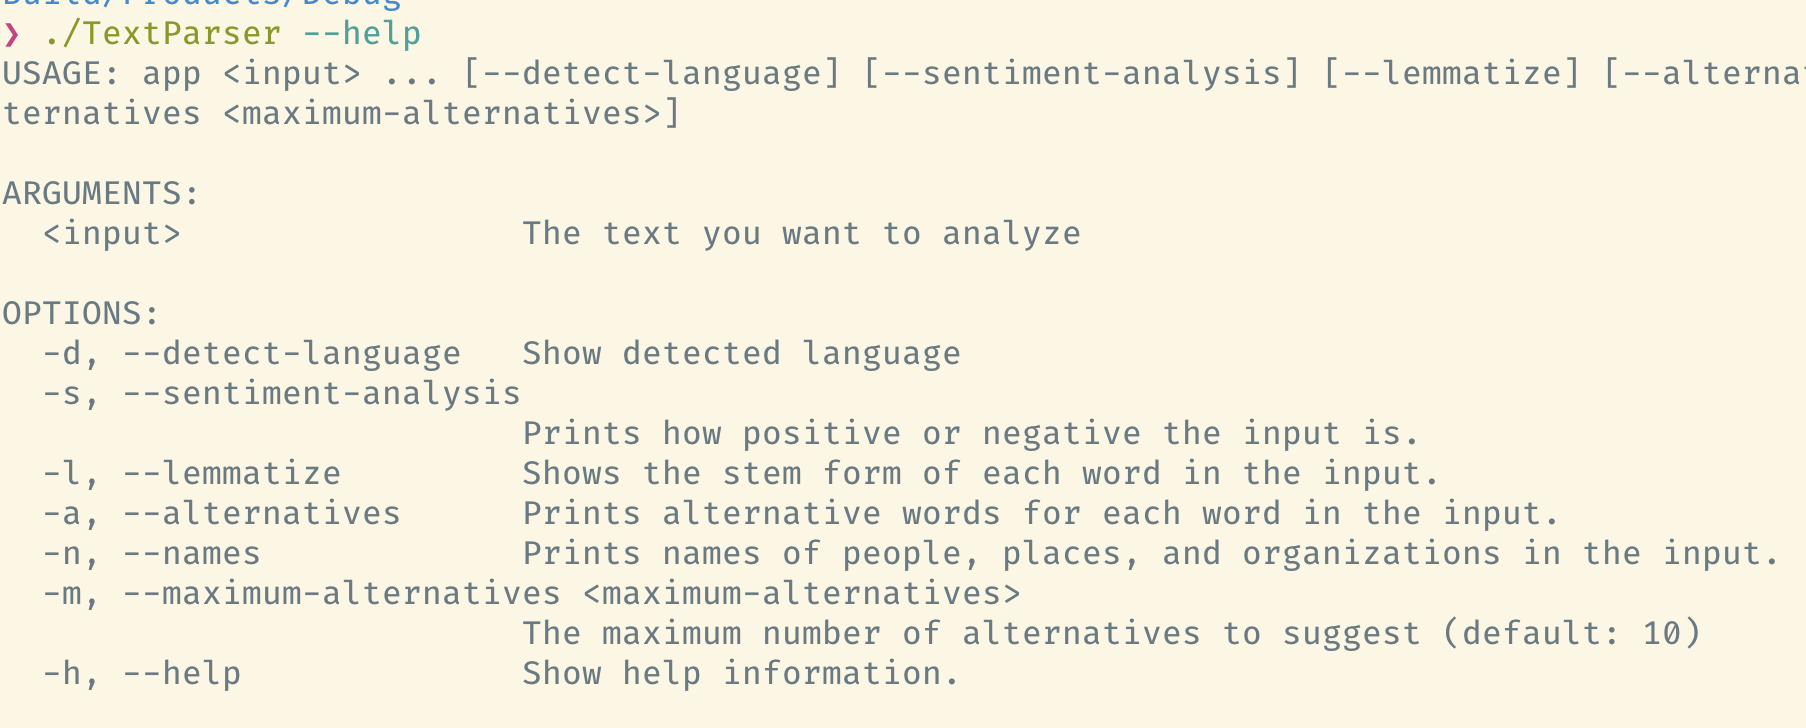 Build/Products/Debug
❯ ./TextParser --help
USAGE: app <input> ... [--detect-language] [--sentiment-analysis] [--lemmatize] [--alterna
ternatives <maximum-alternatives>]

ARGUMENTS:
  <input>                 The text you want to analyze

OPTIONS:
  -d, --detect-language   Show detected language
  -s, --sentiment-analysis
                          Prints how positive or negative the input is.
  -l, --lemmatize         Shows the stem form of each word in the input.
  -a, --alternatives      Prints alternative words for each word in the input.
  -n, --names             Prints names of people, places, and organizations in the input.
  -m, --maximum-alternatives <maximum-alternatives>
                          The maximum number of alternatives to suggest (default: 10)
  -h, --help              Show help information.